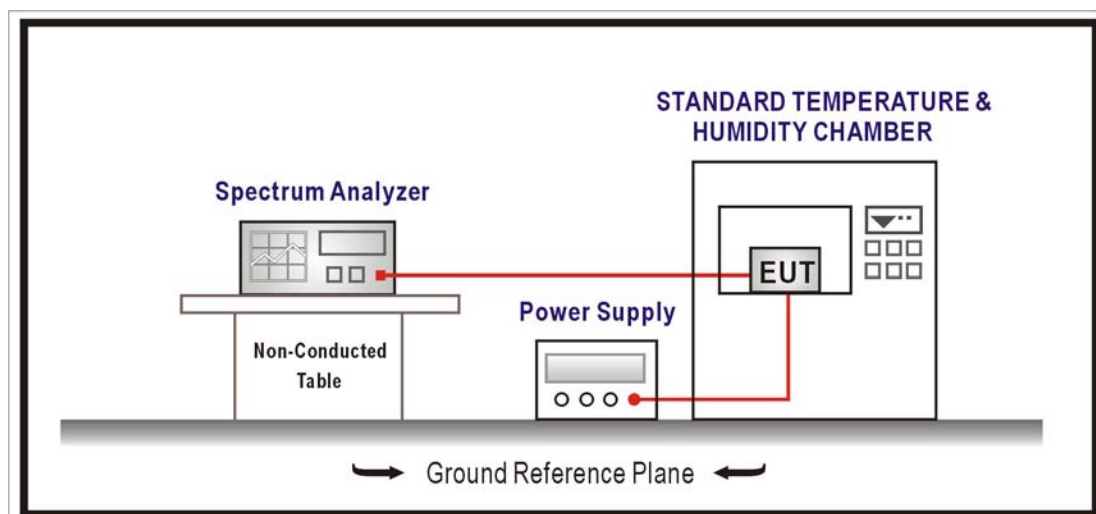 STANDARD TEMPERATURE &
HUMIDITY CHAMBER
Spectrum Analyzer
EUT
Power Supply
Non-Conducted
Table
Ground Reference Plane